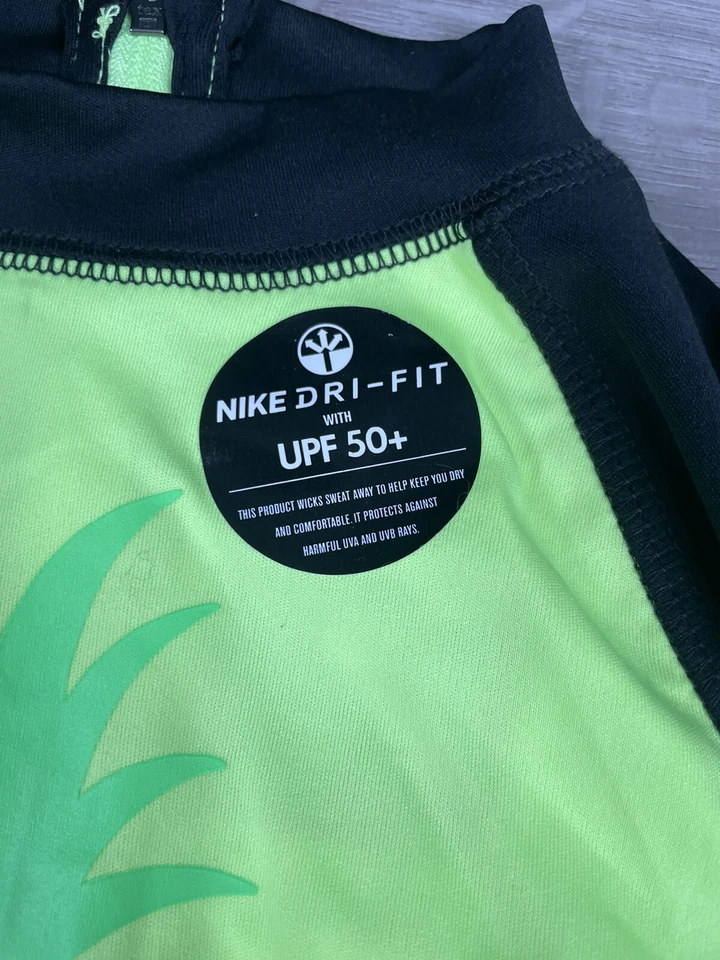 NIKE DRI-FIT
WITH
UPF 50+
THIS PRODUCT WICKS SWEAT AWAY TO HELP KEEP YOU DRY
AND COMFORTABLE. IT PROTECTS AGAINST
HARMFUL UVA AND UVB RAYS.